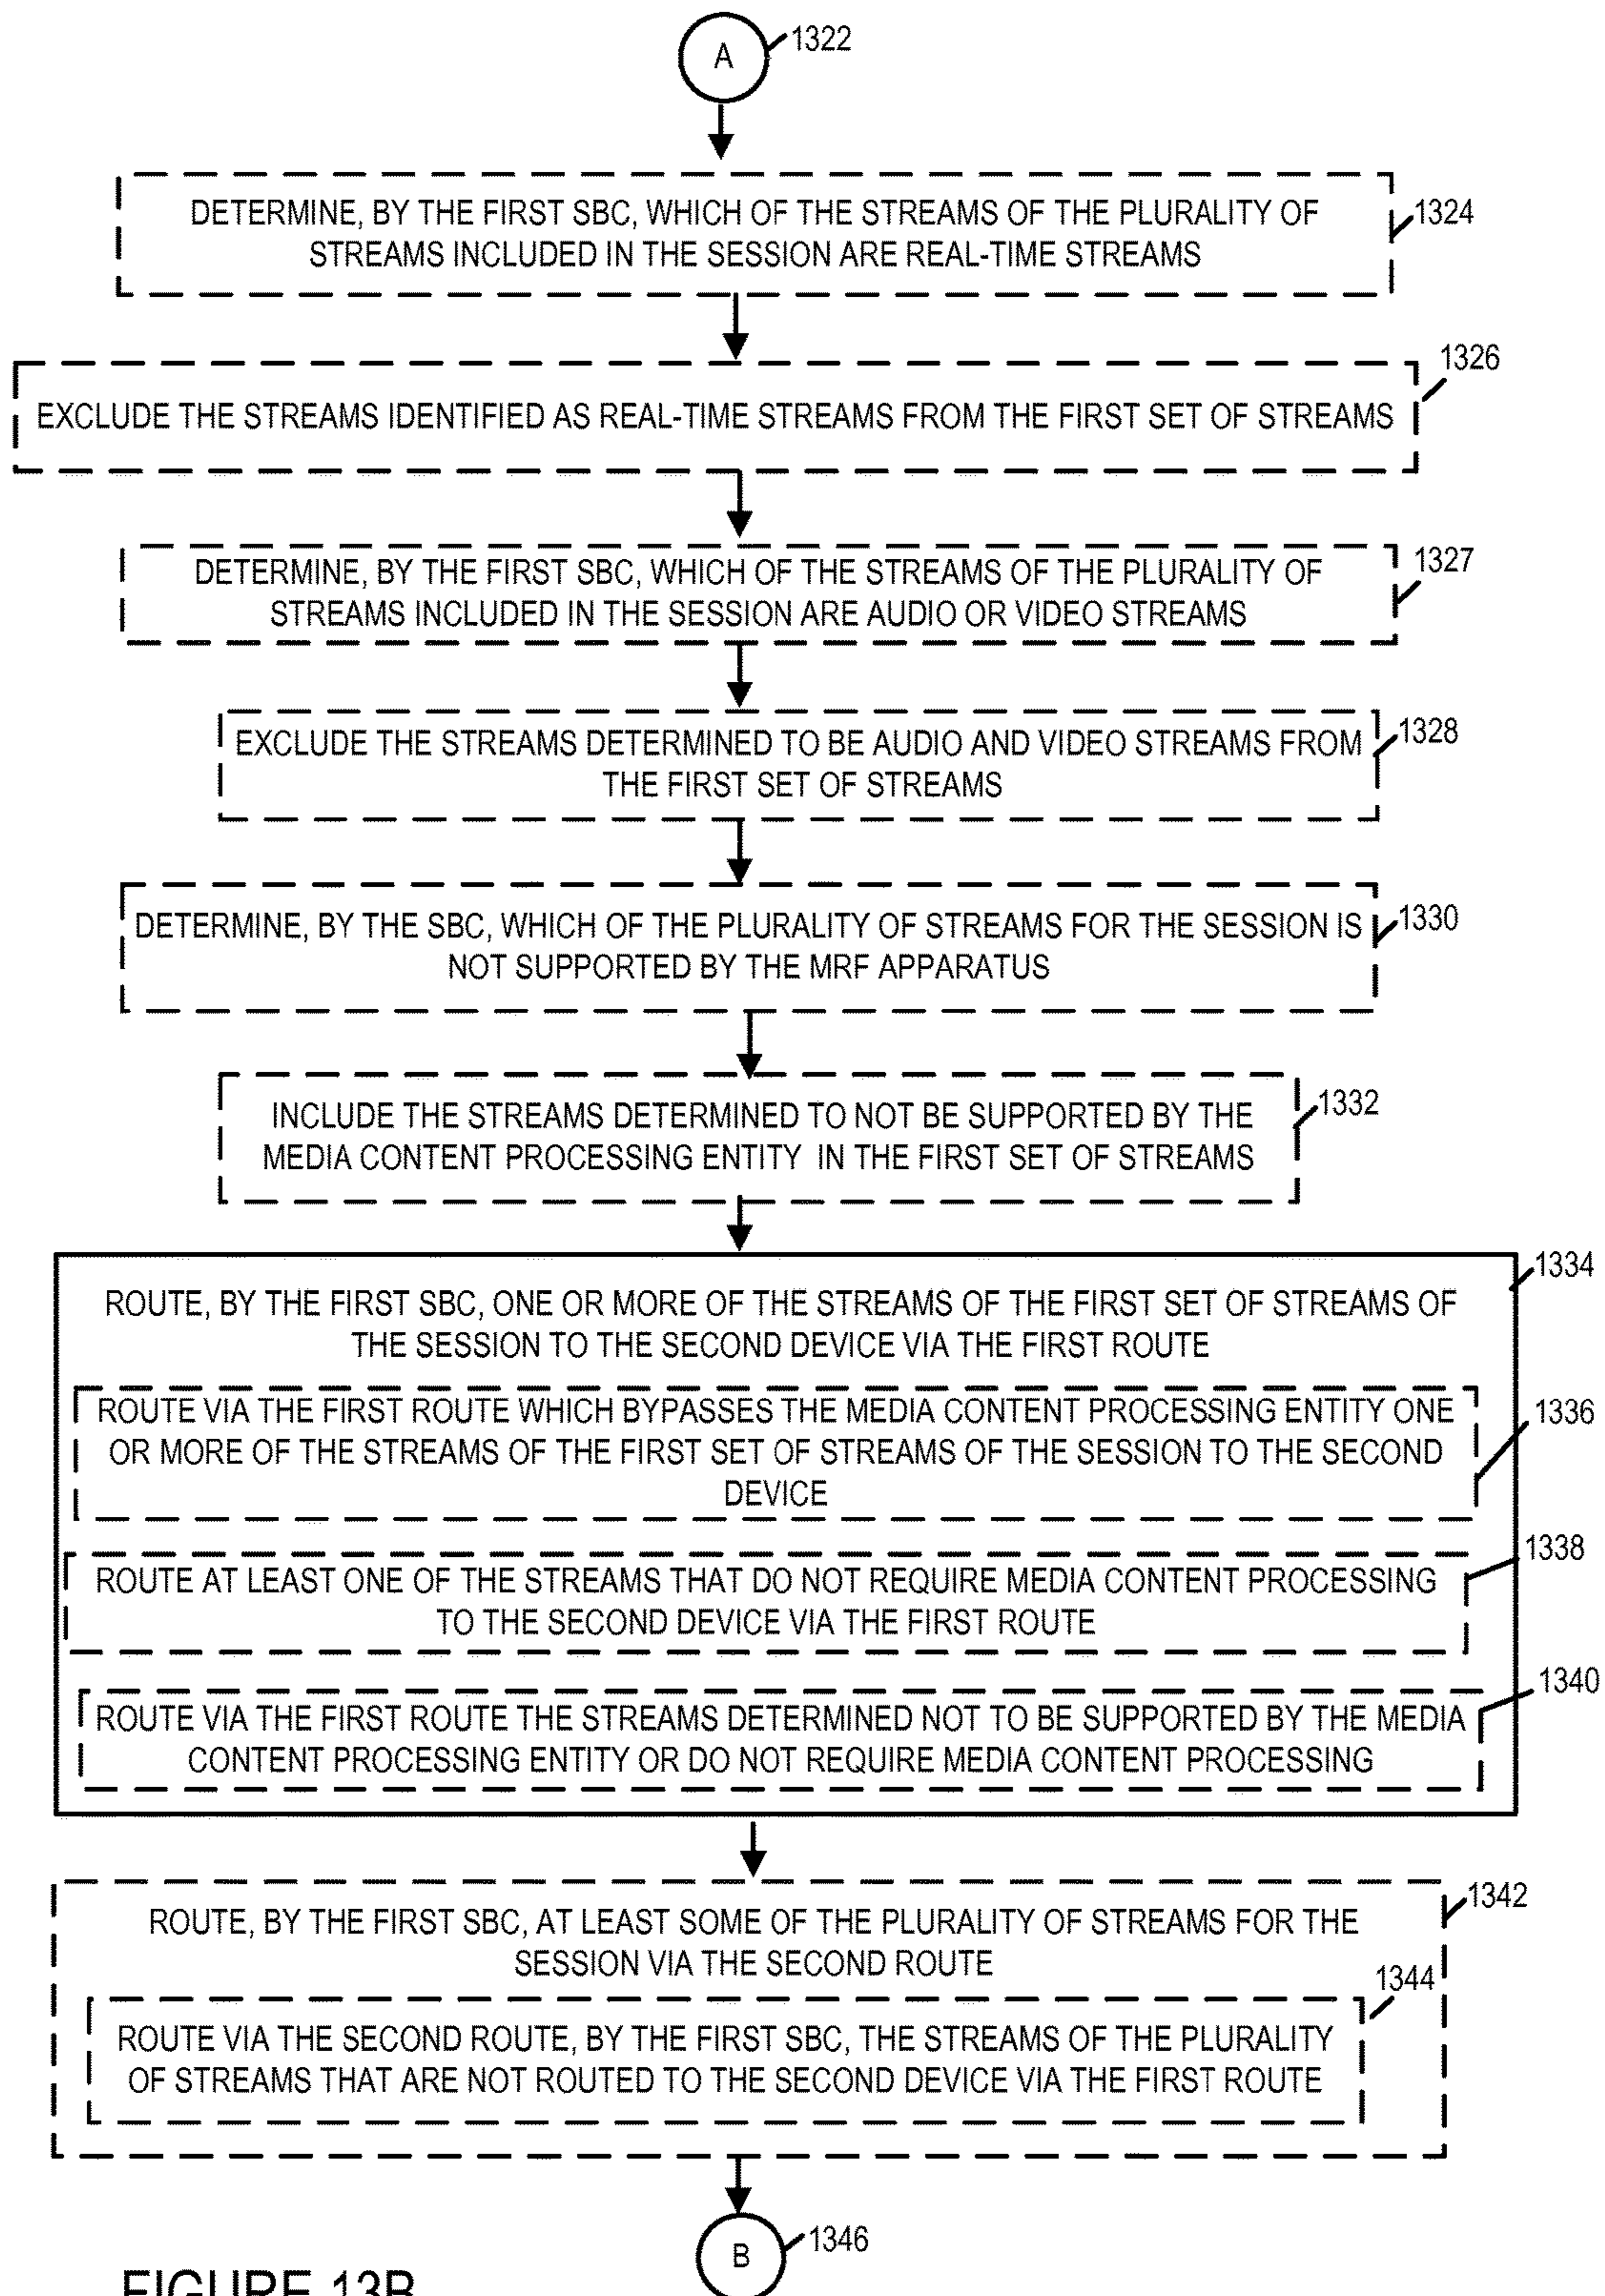 A
1322
DETERMINE, BY THE FIRST SBC, WHICH OF THE STREAMS OF THE PLURALITY OF
STREAMS INCLUDED IN THE SESSION ARE REAL-TIME STREAMS
1324
1326
EXCLUDE THE STREAMS IDENTIFIED AS REAL-TIME STREAMS FROM THE FIRST SET OF STREAMS
DETERMINE, BY THE FIRST SBC, WHICH OF THE STREAMS OF THE PLURALITY OF
STREAMS INCLUDED IN THE SESSION ARE AUDIO OR VIDEO STREAMS
1327
EXCLUDE THE STREAMS DETERMINED TO BE AUDIO AND VIDEO STREAMS FROM
THE FIRST SET OF STREAMS
1328
DETERMINE, BY THE SBC, WHICH OF THE PLURALITY OF STREAMS FOR THE SESSION IS
NOT SUPPORTED BY THE MRF APPARATUS
1330
INCLUDE THE STREAMS DETERMINED TO NOT BE SUPPORTED BY THE
MEDIA CONTENT PROCESSING ENTITY IN THE FIRST SET OF STREAMS
1332
1334
ROUTE, BY THE FIRST SBC, ONE OR MORE OF THE STREAMS OF THE FIRST SET OF STREAMS OF
THE SESSION TO THE SECOND DEVICE VIA THE FIRST ROUTE
ROUTE VIA THE FIRST ROUTE WHICH BYPASSES THE MEDIA CONTENT PROCESSING ENTITY ONE
OR MORE OF THE STREAMS OF THE FIRST SET OF STREAMS OF THE SESSION TO THE SECOND
DEVICE
1336
1338
ROUTE AT LEAST ONE OF THE STREAMS THAT DO NOT REQUIRE MEDIA CONTENT PROCESSING
TO THE SECOND DEVICE VIA THE FIRST ROUTE
1340
ROUTE VIA THE FIRST ROUTE THE STREAMS DETERMINED NOT TO BE SUPPORTED BY THE MEDIA
CONTENT PROCESSING ENTITY OR DO NOT REQUIRE MEDIA CONTENT PROCESSING
1342
ROUTE, BY THE FIRST SBC, AT LEAST SOME OF THE PLURALITY OF STREAMS FOR THE
SESSION VIA THE SECOND ROUTE
1344
ROUTE VIA THE SECOND ROUTE, BY THE FIRST SBC, THE STREAMS OF THE PLURALITY
OF STREAMS THAT ARE NOT ROUTED TO THE SECOND DEVICE VIA THE FIRST ROUTE
B
1346
FIGURE 13B